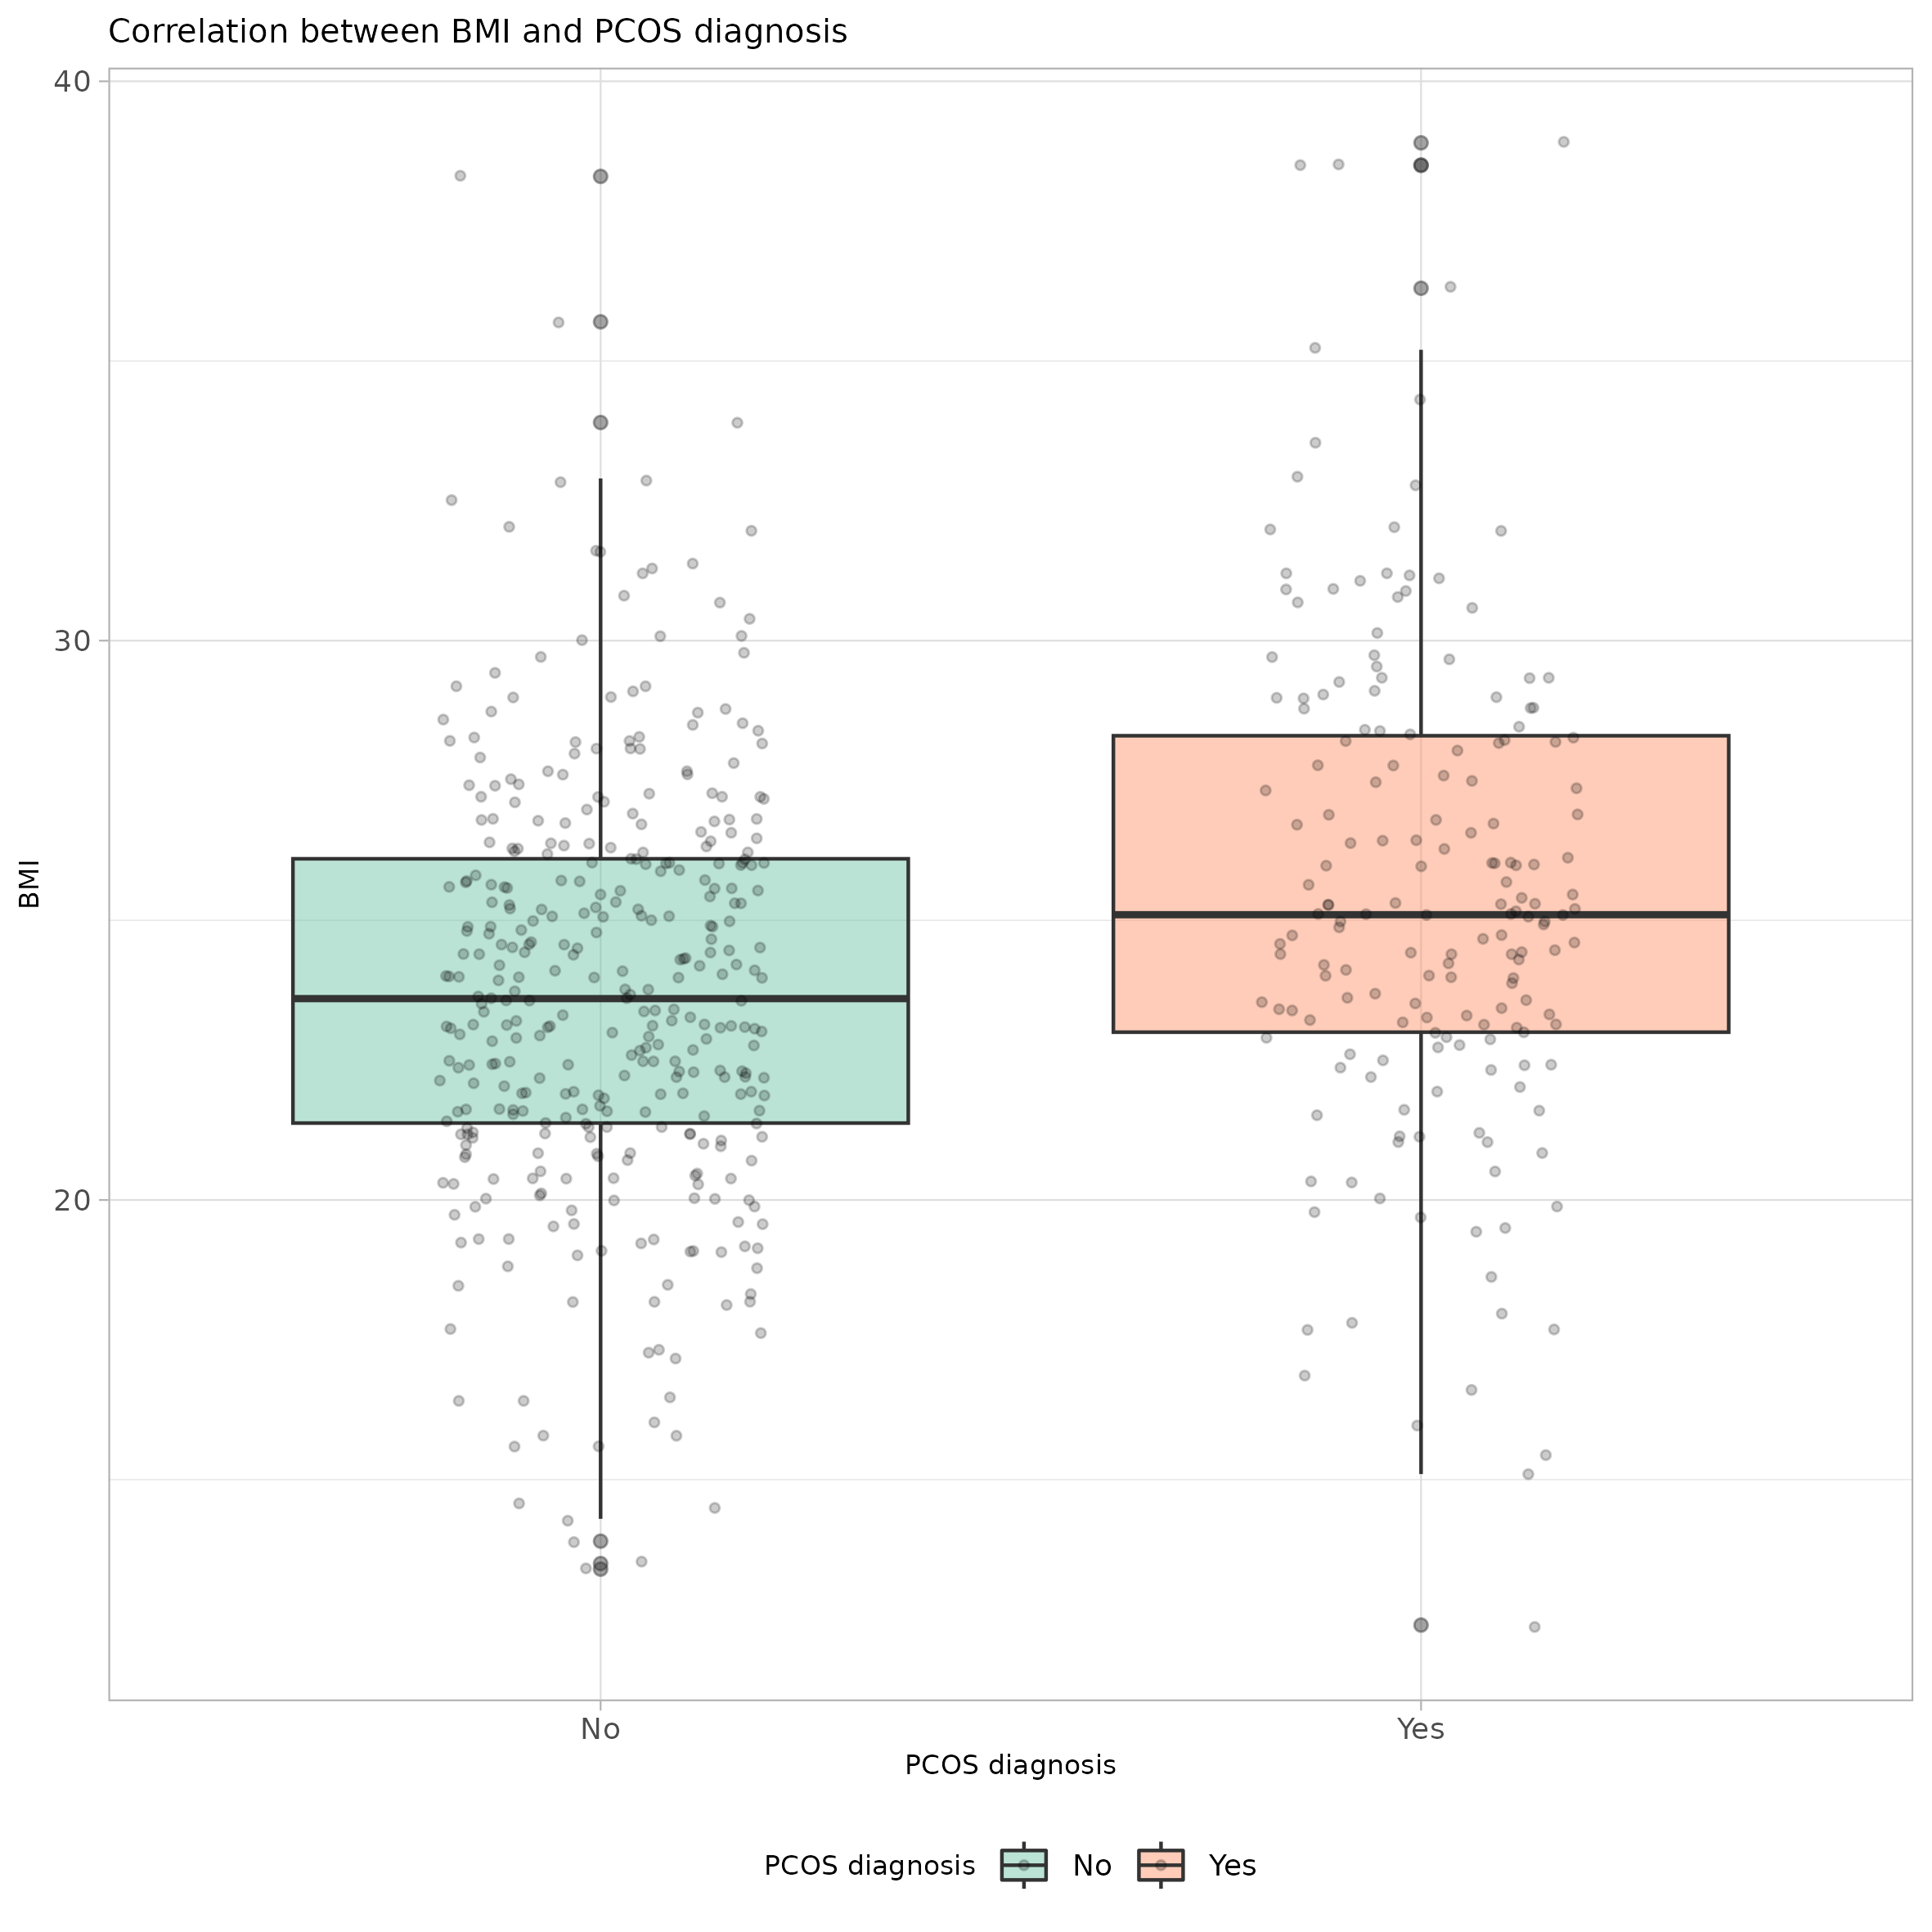 Correlation between BMI and PCOS diagnosis
40
30
20
BMI
No Yes
PCOS diagnosis
PCOS diagnosis No Yes